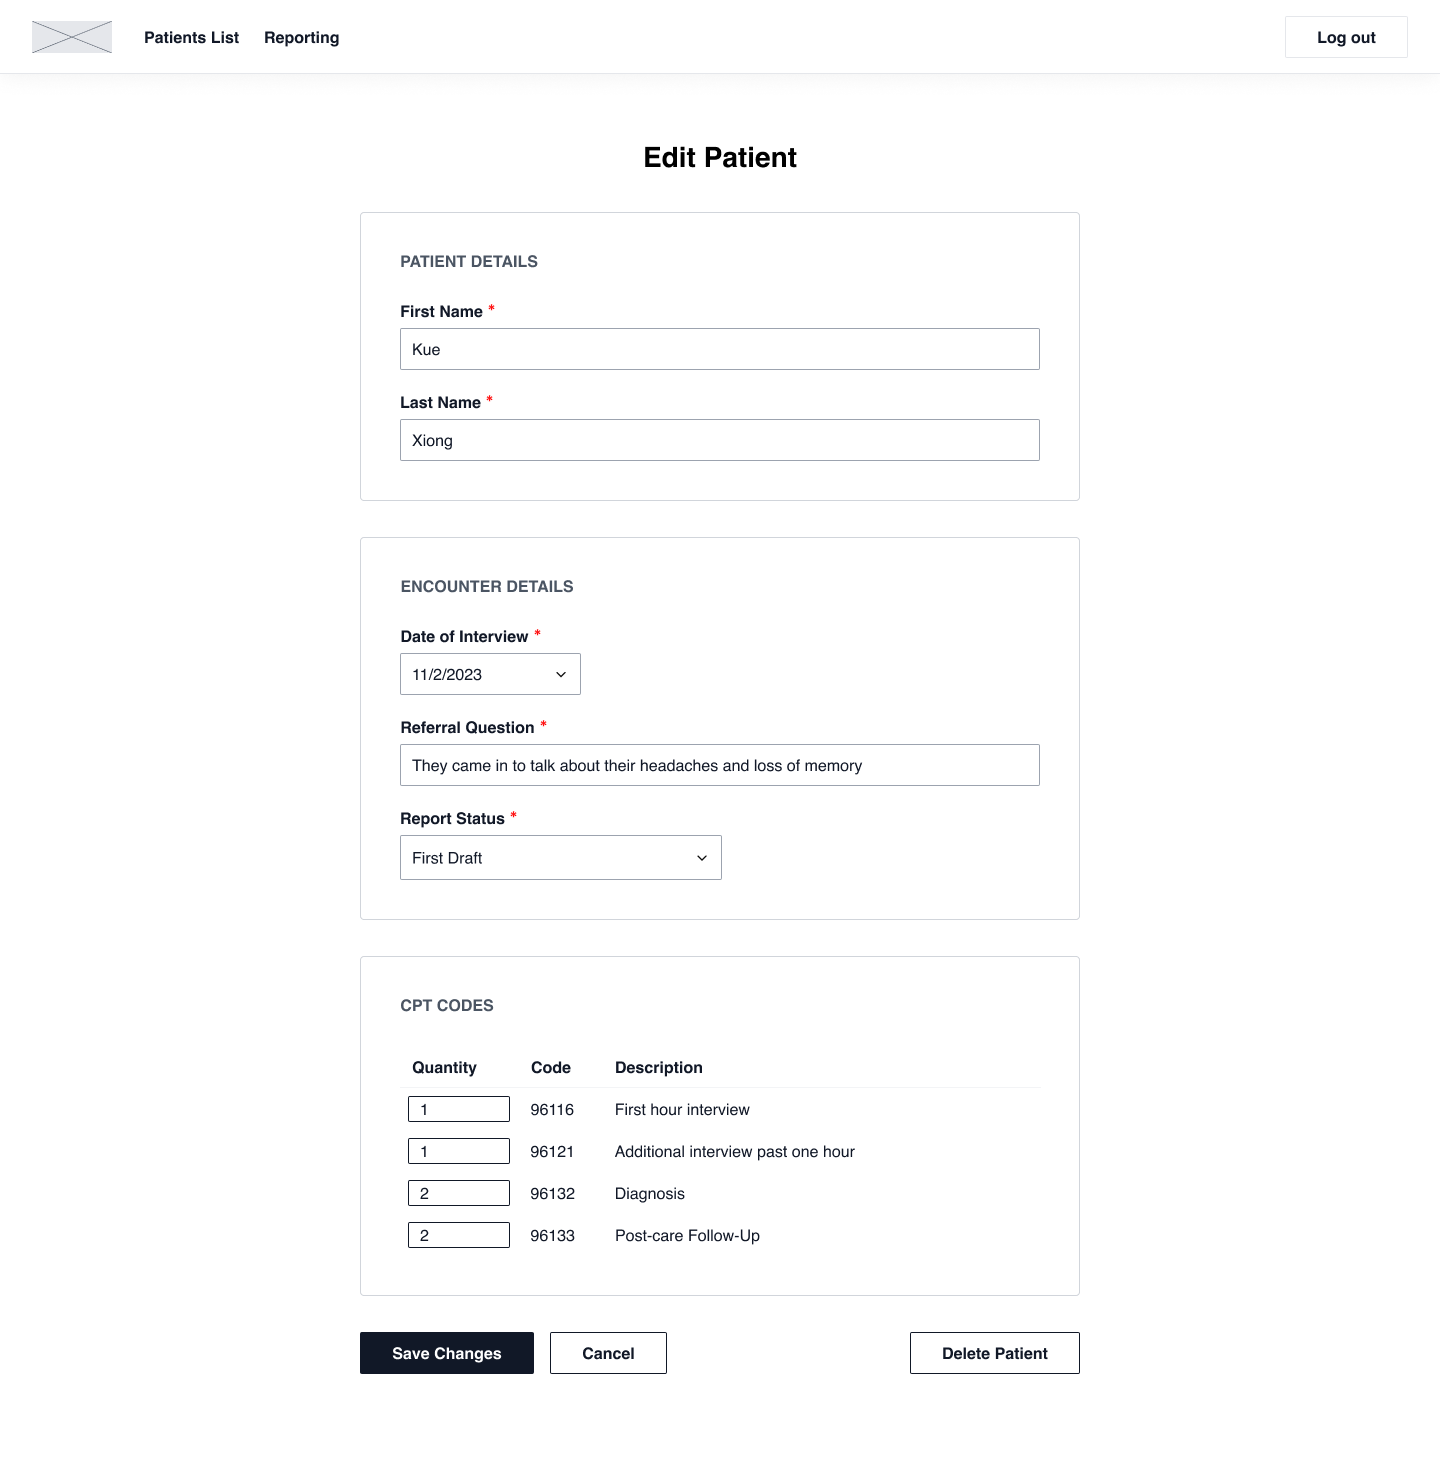 Patients List Reporting Log out
Edit Patient
PATIENT DETAILS
First Name *
Kue
Last Name *
Xiong
ENCOUNTER DETAILS
Date of Interview *
11/2/2023
Referral Question *
They came in to talk about their headaches and loss of memory
Report Status *
First Draft
CPT CODES
Quantity Code Description
1 96116 First hour interview
1 96121 Additional interview past one hour
2 96132 Diagnosis
2 96133 Post-care Follow-Up
Save Changes Cancel Delete Patient